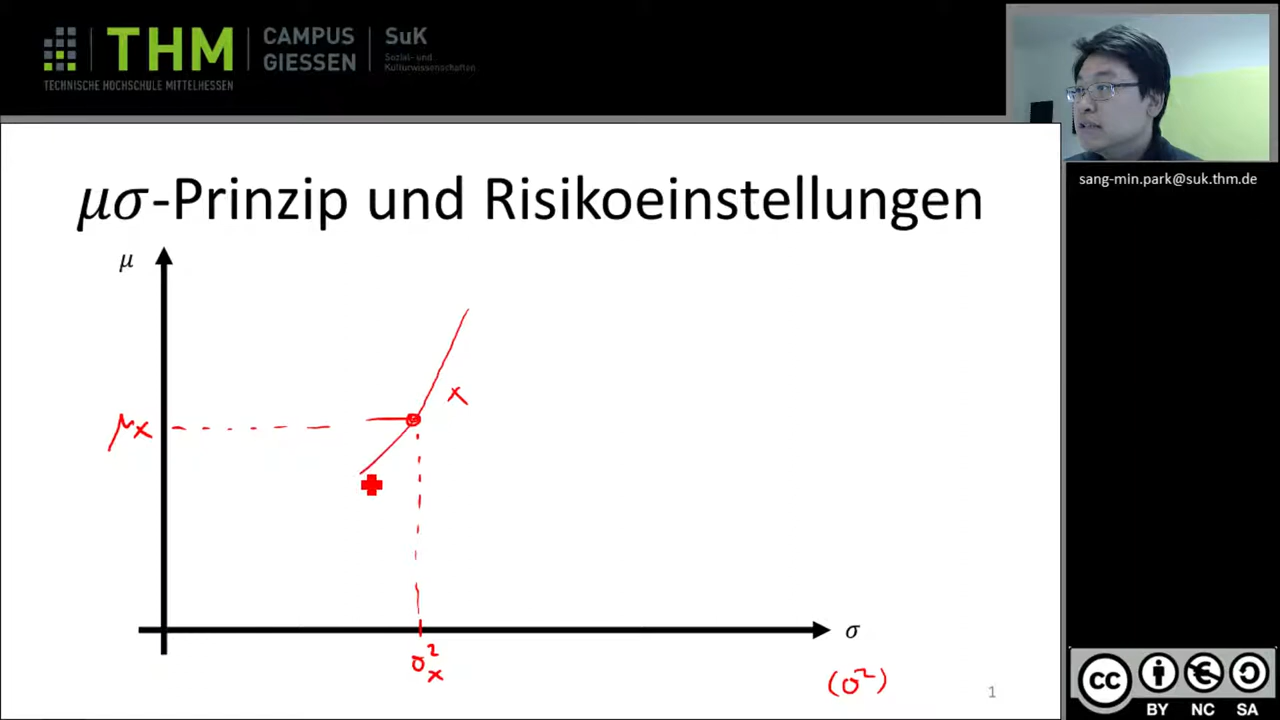 THM
TECHNISCHE HOCHSCHULE MITTELHESSEN
CAMPUS
GIESSEN
SuK
Sozial- und
Kulturwissenschaften
sang-min.park@suk.thm.de
μσ-Prinzip und Risikoeinstellungen
μ
x
μx
σ
σ²x
(σ²)
1
cc
BY NC SA